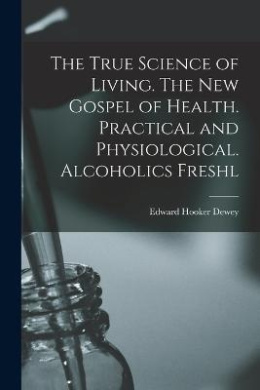 The True Science of
Living. The New
Gospel of Health.
Practical and
Physiological.
Alcoholics Freshl
Edward Hooker Dewey